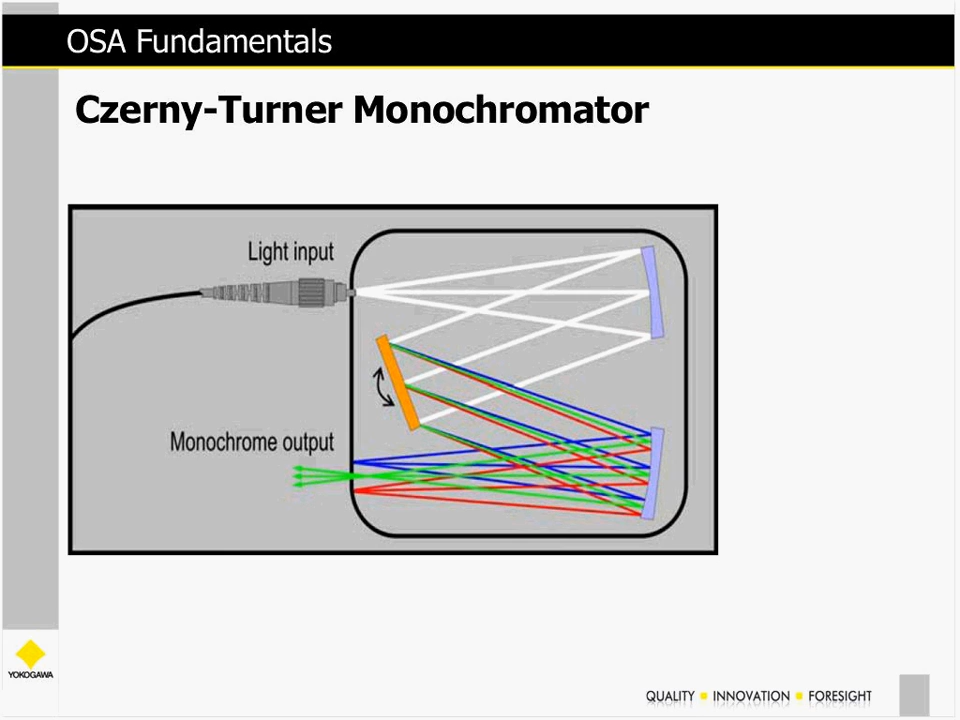 OSA Fundamentals
Czerny-Turner Monochromator
Light input
Monochrome output
YOKOGAWA
QUALITY ▪ INNOVATION ▪ FORESIGHT